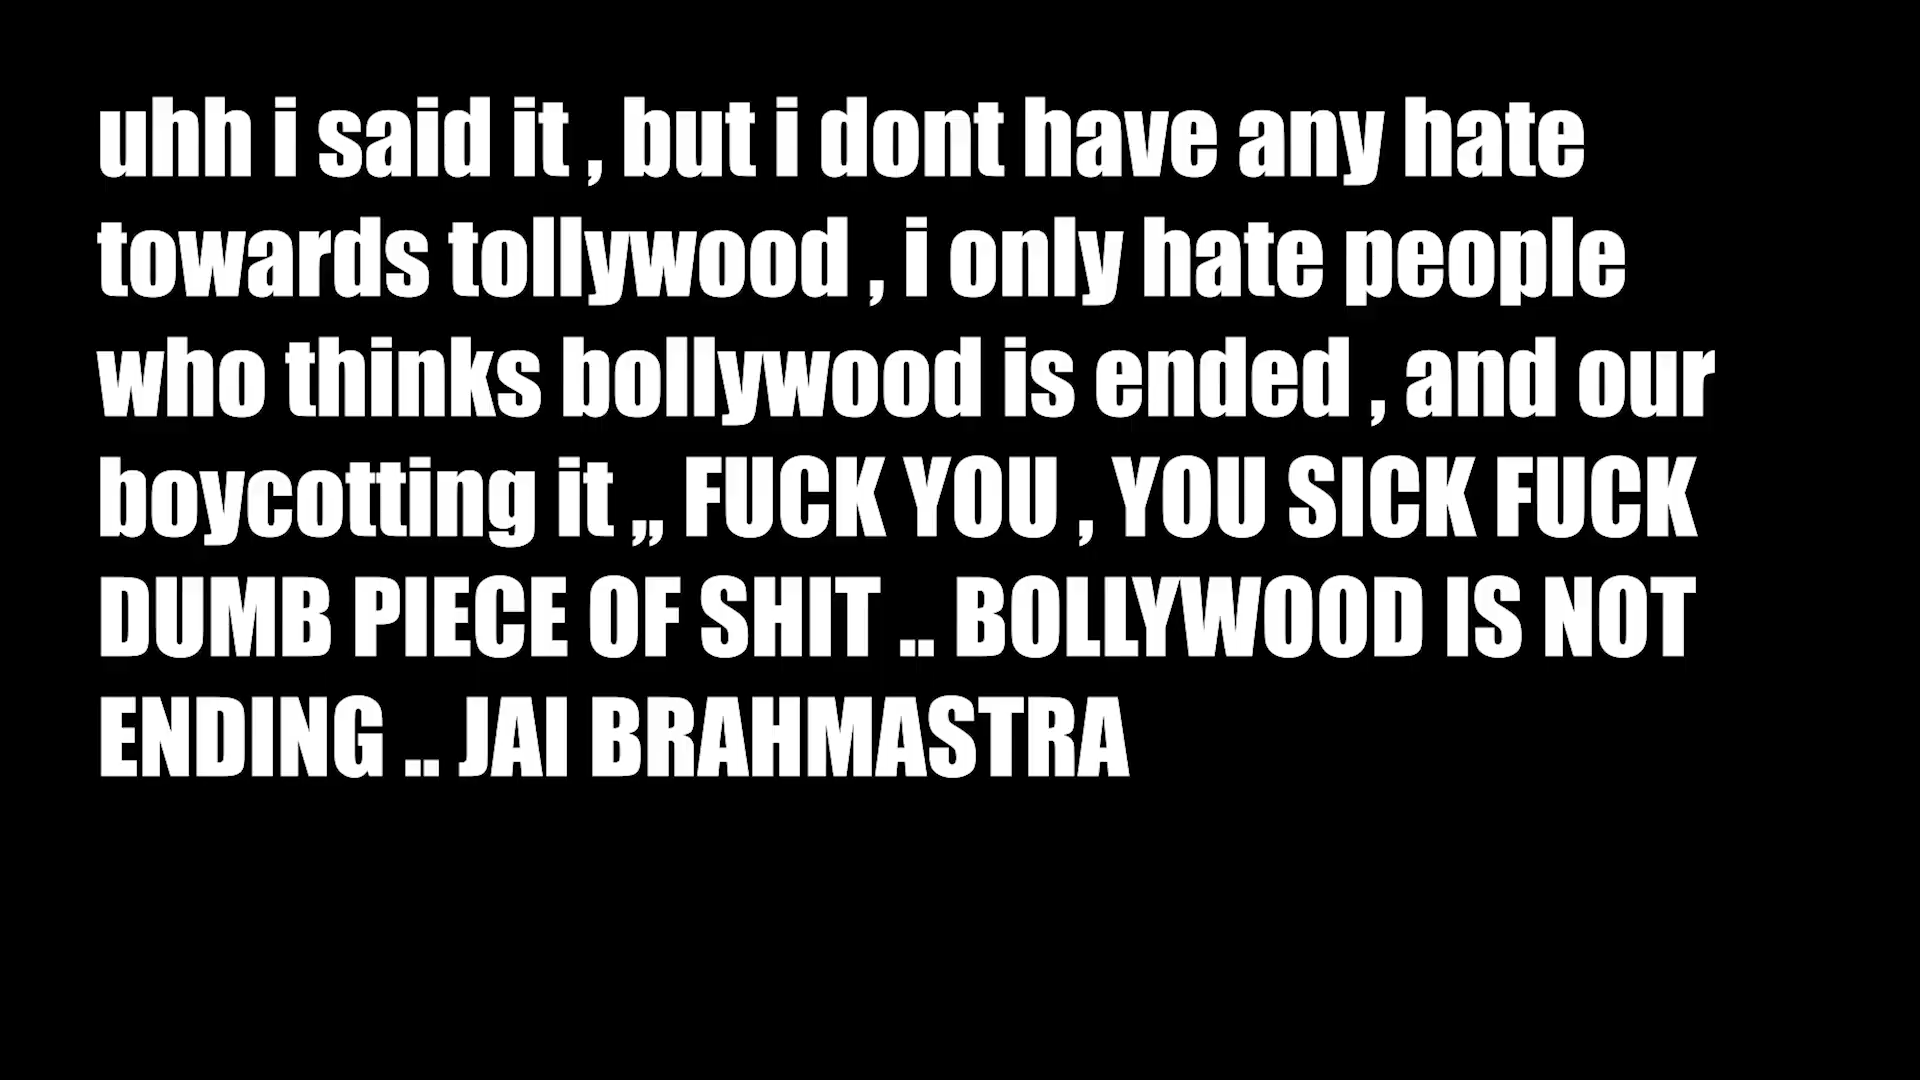 uhh i said it , but i dont have any hate
towards tollywood , i only hate people
who thinks bollywood is ended , and our
boycotting it ,, FUCK YOU , YOU SICK FUCK
DUMB PIECE OF SHIT .. BOLLYWOOD IS NOT
ENDING .. JAI BRAHMASTRA